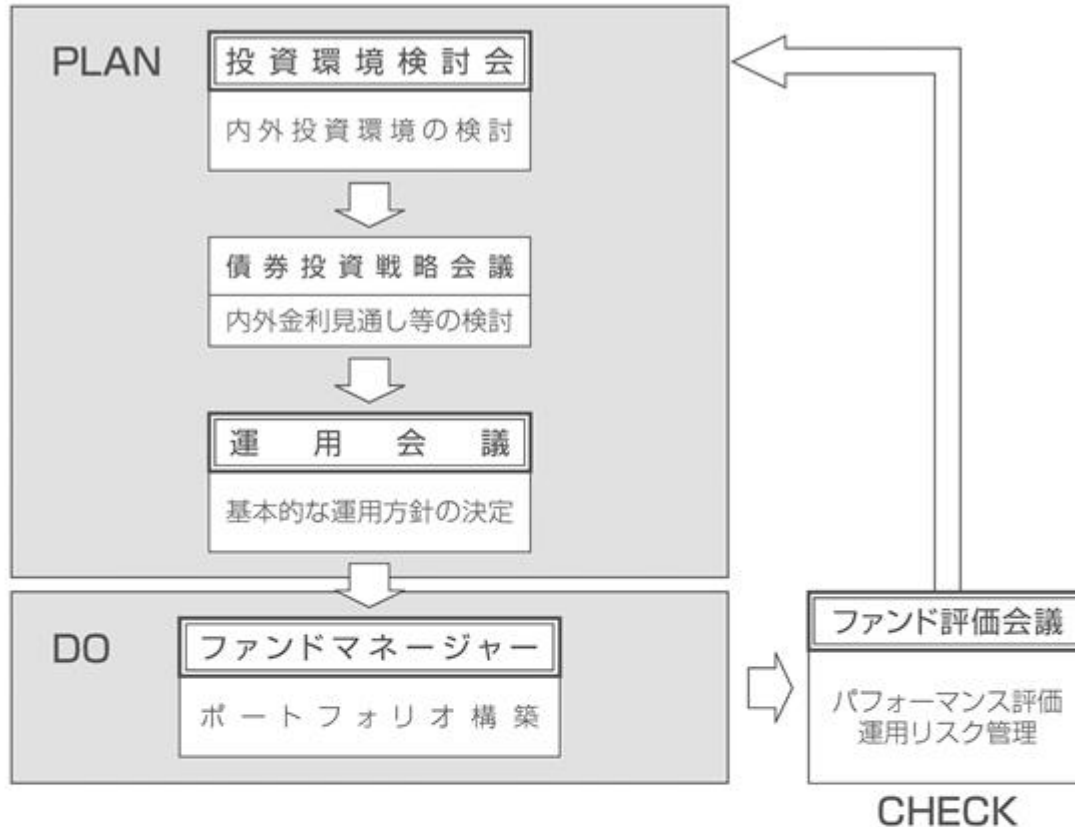 PLAN
投資環境検討会
内外投資環境の検討
債券投資戦略会議
内外金利見通し等の検討
運用会議
基本的な運用方針の決定
DO
ファンドマネージャー
ポートフォリオ構築
ファンド評価会議
パフォーマンス評価
運用リスク管理
CHECK